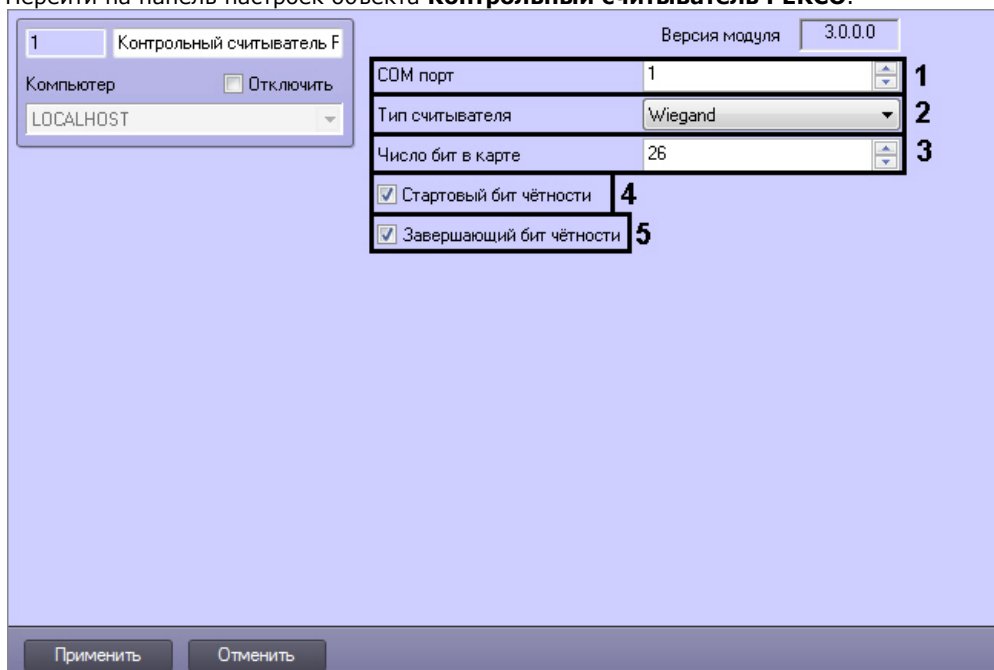 Перейти на панель настроек объекта Контрольный считыватель PERCo.
1 Контрольный считыватель F
Версия модуля 3.0.0.0
Компьютер Отключить
LOCALHOST
COM порт 1 1
Тип считывателя Wiegand 2
Число бит в карте 26 3
Стартовый бит чётности 4
Завершающий бит чётности 5
Применить Отменить